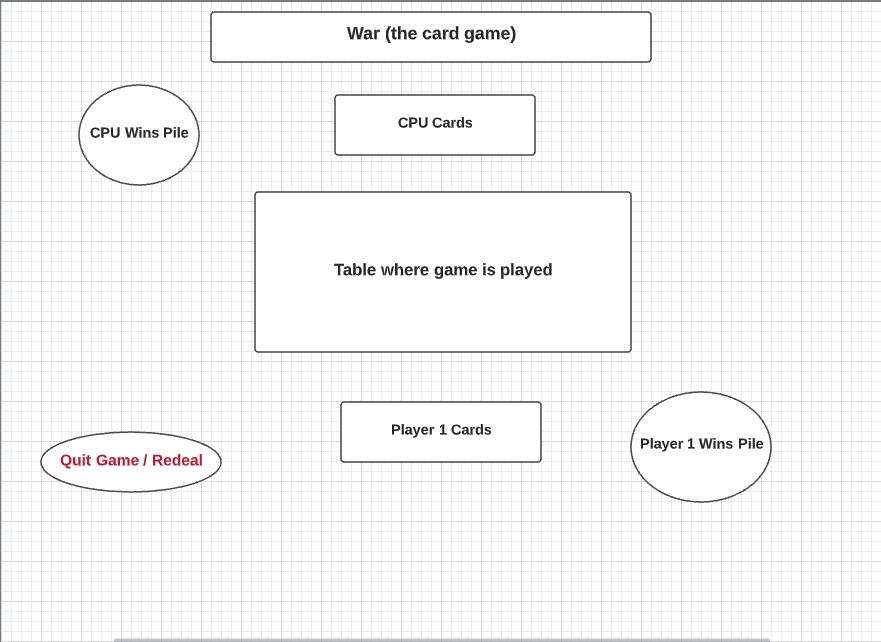 War (the card game)
CPU Wins Pile
CPU Cards
Table where game is played
Player 1 Cards
Player 1 Wins Pile
Quit Game / Redeal